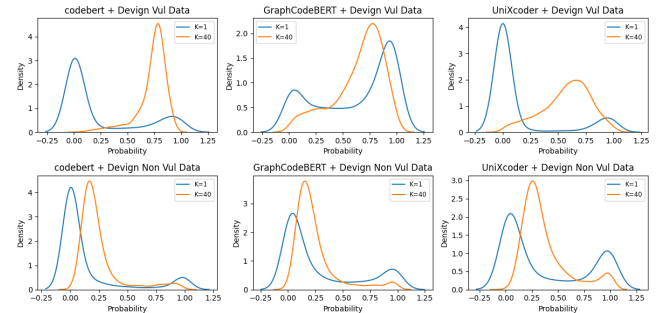 codebert + Devign Vul Data
K=1
K=40
Density
4
3
2
1
0
−0.25 0.00 0.25 0.50 0.75 1.00 1.25
Probability
GraphCodeBERT + Devign Vul Data
K=1
K=40
Density
2.0
1.5
1.0
0.5
0.0
−0.25 0.00 0.25 0.50 0.75 1.00 1.25
Probability
UniXcoder + Devign Vul Data
K=1
K=40
Density
4
3
2
1
0
−0.25 0.00 0.25 0.50 0.75 1.00 1.25
Probability
codebert + Devign Non Vul Data
K=1
K=40
Density
4
3
2
1
0
−0.25 0.00 0.25 0.50 0.75 1.00 1.25
Probability
GraphCodeBERT + Devign Non Vul Data
K=1
K=40
Density
3
2
1
0
−0.25 0.00 0.25 0.50 0.75 1.00 1.25
Probability
UniXcoder + Devign Non Vul Data
K=1
K=40
Density
3.0
2.5
2.0
1.5
1.0
0.5
0.0
−0.25 0.00 0.25 0.50 0.75 1.00 1.25
Probability